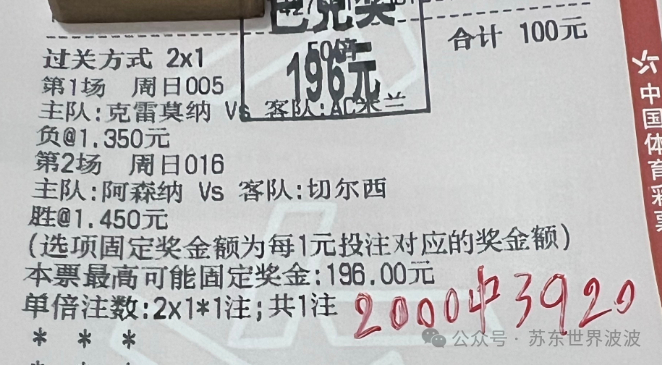 已兑奖
196元
过关方式 2x1
50倍
合计 100元
第1场 周日005
主队:克雷莫纳 Vs 客队:AC米兰
负@1.350元
第2场 周日016
主队:阿森纳 Vs 客队:切尔西
胜@1.450元
(选项固定奖金额为每1元投注对应的奖金额)
本票最高可能固定奖金:196.00元
单倍注数:2x1*1注;共1注
2000中3920
* * *
中国体育彩票
公众号 · 苏东世界波波